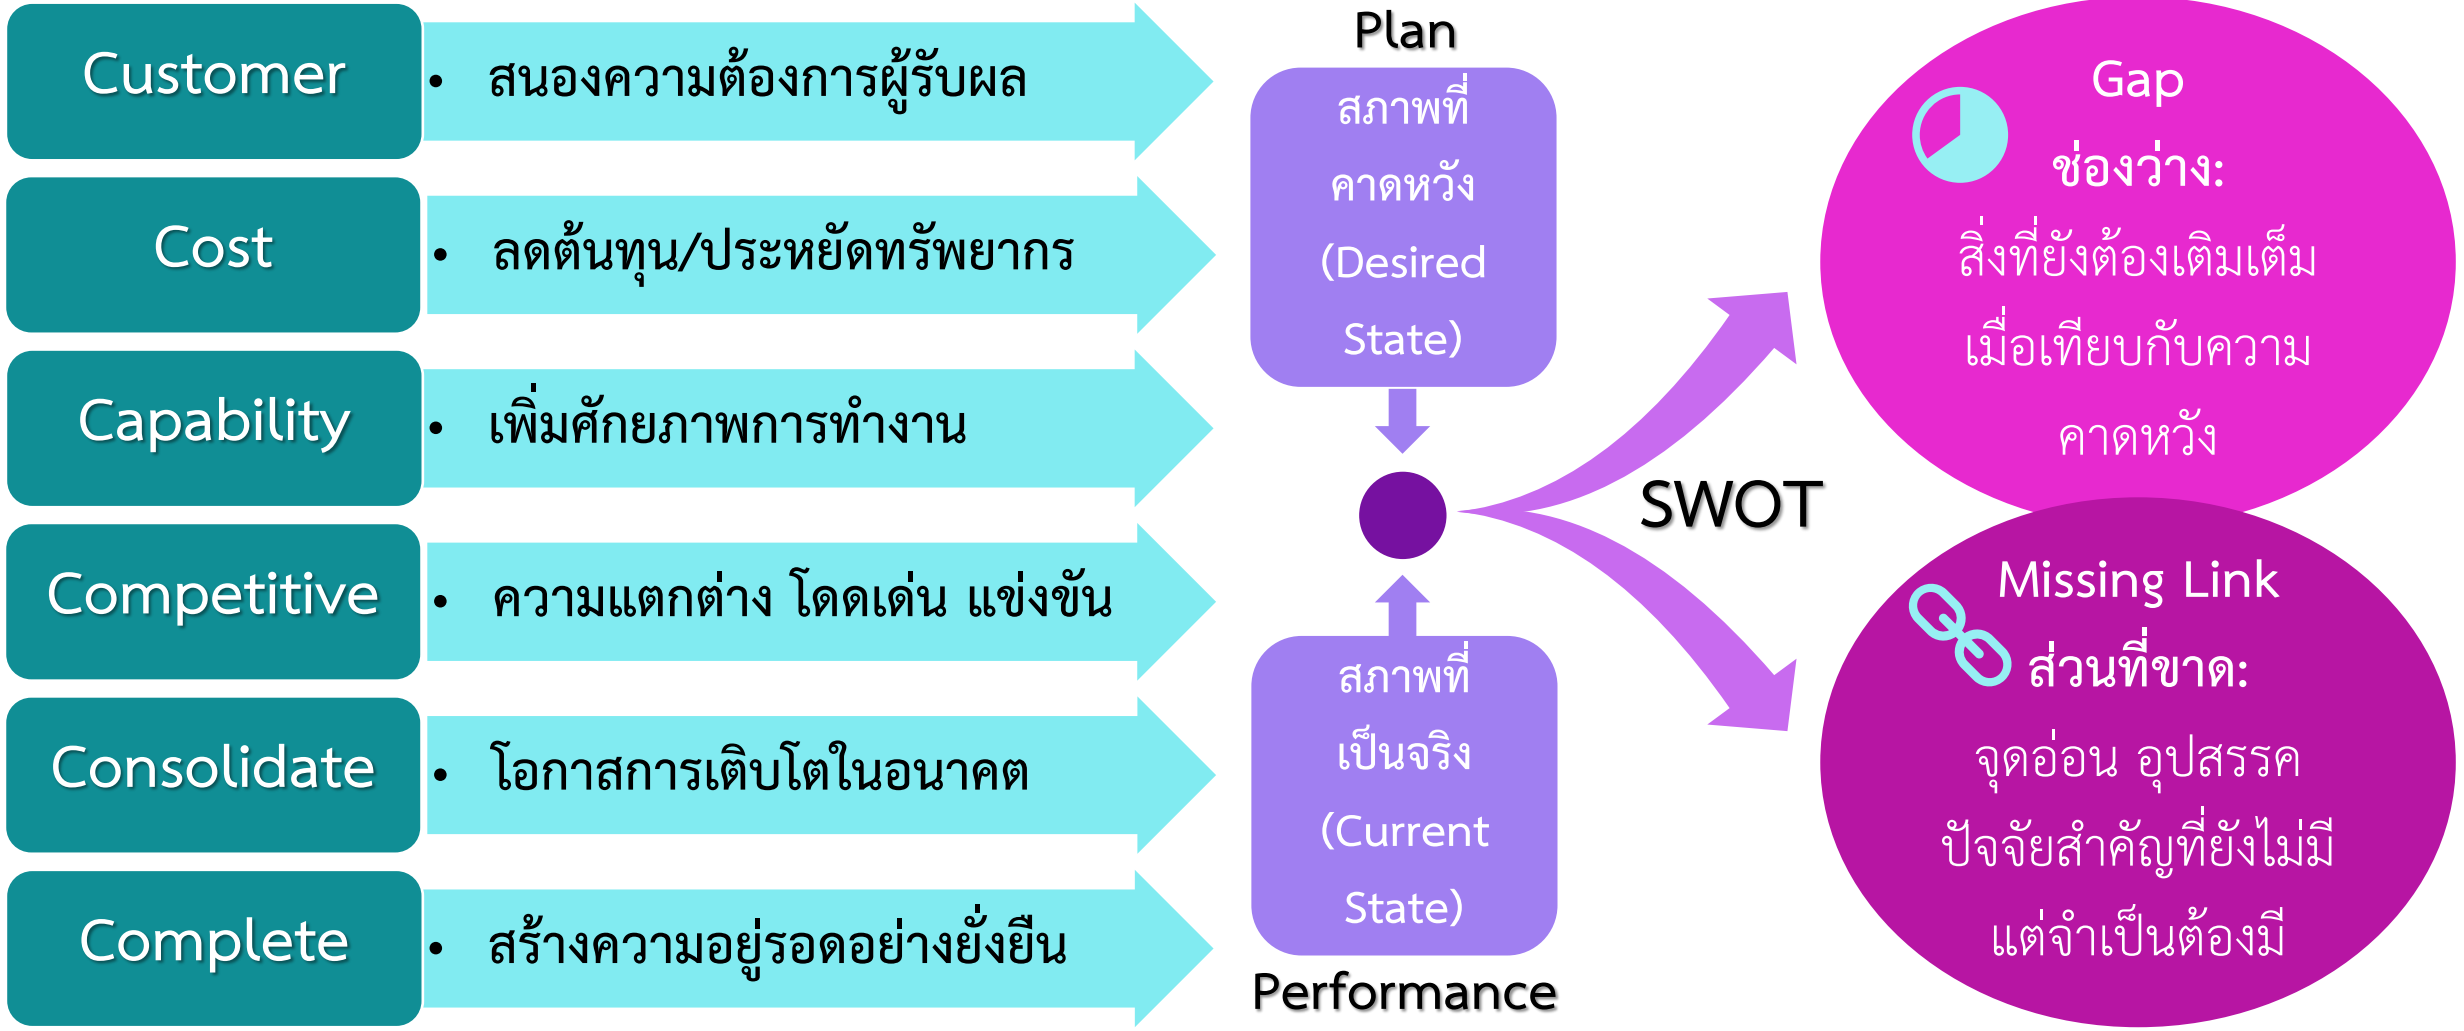 Customer
• สนองความต้องการผู้รับผล
Cost
• ลดต้นทุน/ประหยัดทรัพยากร
Capability
• เพิ่มศักยภาพการทำงาน
Competitive
• ความแตกต่าง โดดเด่น แข่งขัน
Consolidate
• โอกาสการเติบโตในอนาคต
Complete
• สร้างความอยู่รอดอย่างยั่งยืน
Plan
สภาพที่
คาดหวัง
(Desired
State)
สภาพที่
เป็นจริง
(Current
State)
Performance
SWOT
Gap
ช่องว่าง:
สิ่งที่ยังต้องเติมเต็ม
เมื่อเทียบกับความ
คาดหวัง
Missing Link
ส่วนที่ขาด:
จุดอ่อน อุปสรรค
ปัจจัยสำคัญที่ยังไม่มี
แต่จำเป็นต้องมี